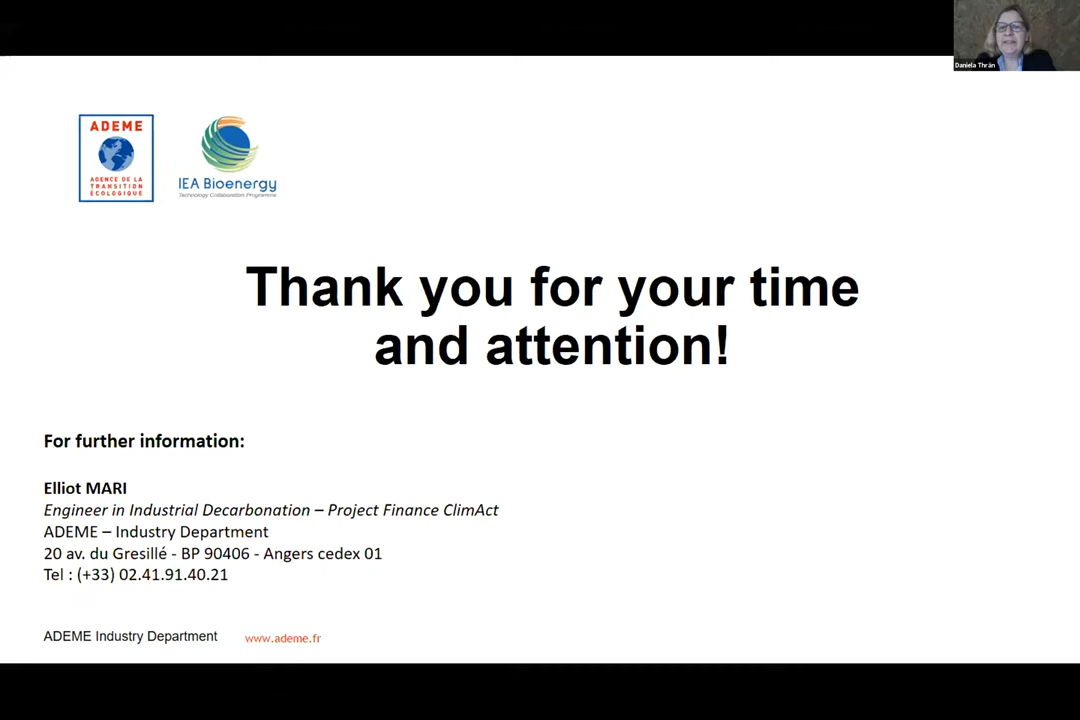 Daniela Thrän
ADEME
AGENCE DE LA
TRANSITION
ÉCOLOGIQUE
IEA Bioenergy
Technology Collaboration Programme
Thank you for your time
and attention!
For further information:
Elliot MARI
Engineer in Industrial Decarbonation – Project Finance ClimAct
ADEME – Industry Department
20 av. du Gresillé - BP 90406 - Angers cedex 01
Tel : (+33) 02.41.91.40.21
ADEME Industry Department www.ademe.fr